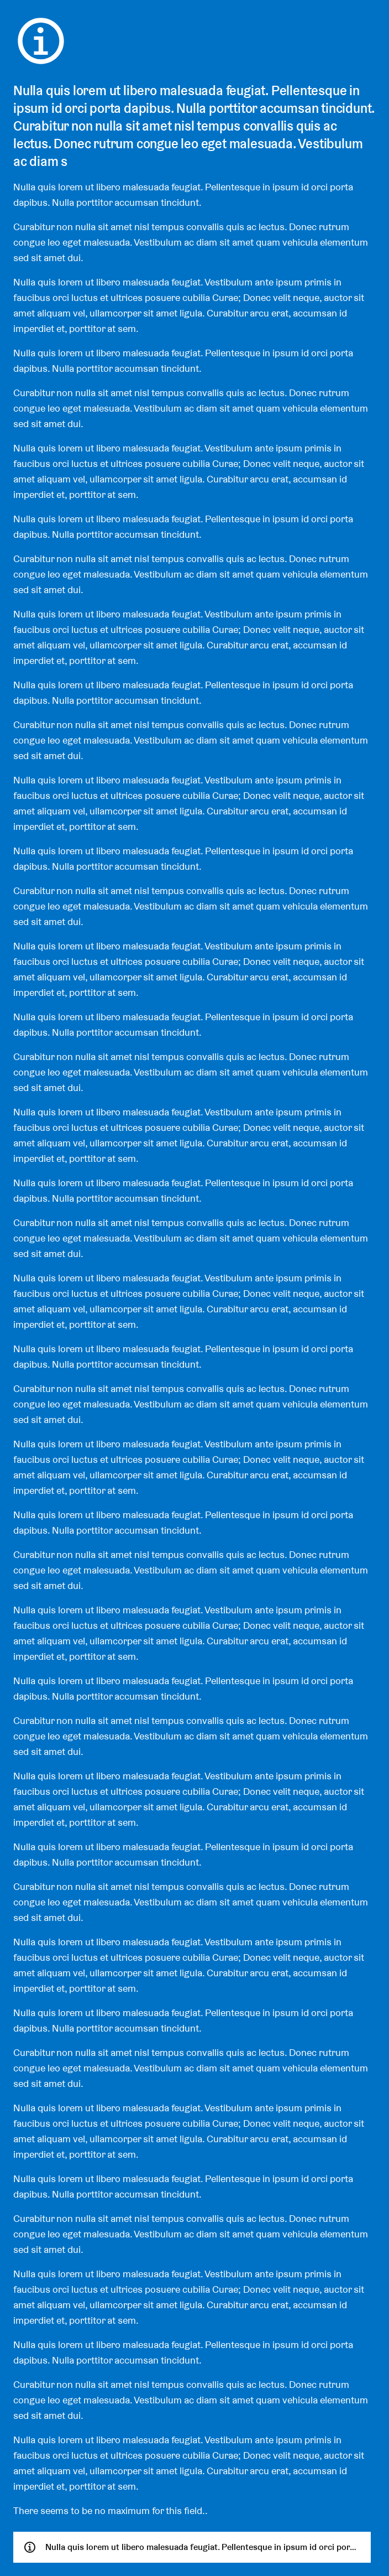 Nulla quis lorem ut libero malesuada feugiat. Pellentesque in
ipsum id orci porta dapibus. Nulla porttitor accumsan tincidunt.
Curabitur non nulla sit amet nisl tempus convallis quis ac
lectus. Donec rutrum congue leo eget malesuada. Vestibulum
ac diam s
Nulla quis lorem ut libero malesuada feugiat. Pellentesque in ipsum id orci porta
dapibus. Nulla porttitor accumsan tincidunt.
Curabitur non nulla sit amet nisl tempus convallis quis ac lectus. Donec rutrum
congue leo eget malesuada. Vestibulum ac diam sit amet quam vehicula elementum
sed sit amet dui.
Nulla quis lorem ut libero malesuada feugiat. Vestibulum ante ipsum primis in
faucibus orci luctus et ultrices posuere cubilia Curae; Donec velit neque, auctor sit
amet aliquam vel, ullamcorper sit amet ligula. Curabitur arcu erat, accumsan id
imperdiet et, porttitor at sem.
Nulla quis lorem ut libero malesuada feugiat. Pellentesque in ipsum id orci porta
dapibus. Nulla porttitor accumsan tincidunt.
Curabitur non nulla sit amet nisl tempus convallis quis ac lectus. Donec rutrum
congue leo eget malesuada. Vestibulum ac diam sit amet quam vehicula elementum
sed sit amet dui.
Nulla quis lorem ut libero malesuada feugiat. Vestibulum ante ipsum primis in
faucibus orci luctus et ultrices posuere cubilia Curae; Donec velit neque, auctor sit
amet aliquam vel, ullamcorper sit amet ligula. Curabitur arcu erat, accumsan id
imperdiet et, porttitor at sem.
Nulla quis lorem ut libero malesuada feugiat. Pellentesque in ipsum id orci porta
dapibus. Nulla porttitor accumsan tincidunt.
Curabitur non nulla sit amet nisl tempus convallis quis ac lectus. Donec rutrum
congue leo eget malesuada. Vestibulum ac diam sit amet quam vehicula elementum
sed sit amet dui.
Nulla quis lorem ut libero malesuada feugiat. Vestibulum ante ipsum primis in
faucibus orci luctus et ultrices posuere cubilia Curae; Donec velit neque, auctor sit
amet aliquam vel, ullamcorper sit amet ligula. Curabitur arcu erat, accumsan id
imperdiet et, porttitor at sem.
Nulla quis lorem ut libero malesuada feugiat. Pellentesque in ipsum id orci porta
dapibus. Nulla porttitor accumsan tincidunt.
Curabitur non nulla sit amet nisl tempus convallis quis ac lectus. Donec rutrum
congue leo eget malesuada. Vestibulum ac diam sit amet quam vehicula elementum
sed sit amet dui.
Nulla quis lorem ut libero malesuada feugiat. Vestibulum ante ipsum primis in
faucibus orci luctus et ultrices posuere cubilia Curae; Donec velit neque, auctor sit
amet aliquam vel, ullamcorper sit amet ligula. Curabitur arcu erat, accumsan id
imperdiet et, porttitor at sem.
Nulla quis lorem ut libero malesuada feugiat. Pellentesque in ipsum id orci porta
dapibus. Nulla porttitor accumsan tincidunt.
Curabitur non nulla sit amet nisl tempus convallis quis ac lectus. Donec rutrum
congue leo eget malesuada. Vestibulum ac diam sit amet quam vehicula elementum
sed sit amet dui.
Nulla quis lorem ut libero malesuada feugiat. Vestibulum ante ipsum primis in
faucibus orci luctus et ultrices posuere cubilia Curae; Donec velit neque, auctor sit
amet aliquam vel, ullamcorper sit amet ligula. Curabitur arcu erat, accumsan id
imperdiet et, porttitor at sem.
Nulla quis lorem ut libero malesuada feugiat. Pellentesque in ipsum id orci porta
dapibus. Nulla porttitor accumsan tincidunt.
Curabitur non nulla sit amet nisl tempus convallis quis ac lectus. Donec rutrum
congue leo eget malesuada. Vestibulum ac diam sit amet quam vehicula elementum
sed sit amet dui.
Nulla quis lorem ut libero malesuada feugiat. Vestibulum ante ipsum primis in
faucibus orci luctus et ultrices posuere cubilia Curae; Donec velit neque, auctor sit
amet aliquam vel, ullamcorper sit amet ligula. Curabitur arcu erat, accumsan id
imperdiet et, porttitor at sem.
Nulla quis lorem ut libero malesuada feugiat. Pellentesque in ipsum id orci porta
dapibus. Nulla porttitor accumsan tincidunt.
Curabitur non nulla sit amet nisl tempus convallis quis ac lectus. Donec rutrum
congue leo eget malesuada. Vestibulum ac diam sit amet quam vehicula elementum
sed sit amet dui.
Nulla quis lorem ut libero malesuada feugiat. Vestibulum ante ipsum primis in
faucibus orci luctus et ultrices posuere cubilia Curae; Donec velit neque, auctor sit
amet aliquam vel, ullamcorper sit amet ligula. Curabitur arcu erat, accumsan id
imperdiet et, porttitor at sem.
Nulla quis lorem ut libero malesuada feugiat. Pellentesque in ipsum id orci porta
dapibus. Nulla porttitor accumsan tincidunt.
Curabitur non nulla sit amet nisl tempus convallis quis ac lectus. Donec rutrum
congue leo eget malesuada. Vestibulum ac diam sit amet quam vehicula elementum
sed sit amet dui.
Nulla quis lorem ut libero malesuada feugiat. Vestibulum ante ipsum primis in
faucibus orci luctus et ultrices posuere cubilia Curae; Donec velit neque, auctor sit
amet aliquam vel, ullamcorper sit amet ligula. Curabitur arcu erat, accumsan id
imperdiet et, porttitor at sem.
Nulla quis lorem ut libero malesuada feugiat. Pellentesque in ipsum id orci porta
dapibus. Nulla porttitor accumsan tincidunt.
Curabitur non nulla sit amet nisl tempus convallis quis ac lectus. Donec rutrum
congue leo eget malesuada. Vestibulum ac diam sit amet quam vehicula elementum
sed sit amet dui.
Nulla quis lorem ut libero malesuada feugiat. Vestibulum ante ipsum primis in
faucibus orci luctus et ultrices posuere cubilia Curae; Donec velit neque, auctor sit
amet aliquam vel, ullamcorper sit amet ligula. Curabitur arcu erat, accumsan id
imperdiet et, porttitor at sem.
Nulla quis lorem ut libero malesuada feugiat. Pellentesque in ipsum id orci porta
dapibus. Nulla porttitor accumsan tincidunt.
Curabitur non nulla sit amet nisl tempus convallis quis ac lectus. Donec rutrum
congue leo eget malesuada. Vestibulum ac diam sit amet quam vehicula elementum
sed sit amet dui.
Nulla quis lorem ut libero malesuada feugiat. Vestibulum ante ipsum primis in
faucibus orci luctus et ultrices posuere cubilia Curae; Donec velit neque, auctor sit
amet aliquam vel, ullamcorper sit amet ligula. Curabitur arcu erat, accumsan id
imperdiet et, porttitor at sem.
Nulla quis lorem ut libero malesuada feugiat. Pellentesque in ipsum id orci porta
dapibus. Nulla porttitor accumsan tincidunt.
Curabitur non nulla sit amet nisl tempus convallis quis ac lectus. Donec rutrum
congue leo eget malesuada. Vestibulum ac diam sit amet quam vehicula elementum
sed sit amet dui.
Nulla quis lorem ut libero malesuada feugiat. Vestibulum ante ipsum primis in
faucibus orci luctus et ultrices posuere cubilia Curae; Donec velit neque, auctor sit
amet aliquam vel, ullamcorper sit amet ligula. Curabitur arcu erat, accumsan id
imperdiet et, porttitor at sem.
Nulla quis lorem ut libero malesuada feugiat. Pellentesque in ipsum id orci porta
dapibus. Nulla porttitor accumsan tincidunt.
Curabitur non nulla sit amet nisl tempus convallis quis ac lectus. Donec rutrum
congue leo eget malesuada. Vestibulum ac diam sit amet quam vehicula elementum
sed sit amet dui.
Nulla quis lorem ut libero malesuada feugiat. Vestibulum ante ipsum primis in
faucibus orci luctus et ultrices posuere cubilia Curae; Donec velit neque, auctor sit
amet aliquam vel, ullamcorper sit amet ligula. Curabitur arcu erat, accumsan id
imperdiet et, porttitor at sem.
Nulla quis lorem ut libero malesuada feugiat. Pellentesque in ipsum id orci porta
dapibus. Nulla porttitor accumsan tincidunt.
Curabitur non nulla sit amet nisl tempus convallis quis ac lectus. Donec rutrum
congue leo eget malesuada. Vestibulum ac diam sit amet quam vehicula elementum
sed sit amet dui.
Nulla quis lorem ut libero malesuada feugiat. Vestibulum ante ipsum primis in
faucibus orci luctus et ultrices posuere cubilia Curae; Donec velit neque, auctor sit
amet aliquam vel, ullamcorper sit amet ligula. Curabitur arcu erat, accumsan id
imperdiet et, porttitor at sem.
Nulla quis lorem ut libero malesuada feugiat. Pellentesque in ipsum id orci porta
dapibus. Nulla porttitor accumsan tincidunt.
Curabitur non nulla sit amet nisl tempus convallis quis ac lectus. Donec rutrum
congue leo eget malesuada. Vestibulum ac diam sit amet quam vehicula elementum
sed sit amet dui.
Nulla quis lorem ut libero malesuada feugiat. Vestibulum ante ipsum primis in
faucibus orci luctus et ultrices posuere cubilia Curae; Donec velit neque, auctor sit
amet aliquam vel, ullamcorper sit amet ligula. Curabitur arcu erat, accumsan id
imperdiet et, porttitor at sem.
There seems to be no maximum for this field..
Nulla quis lorem ut libero malesuada feugiat. Pellentesque in ipsum id orci por...